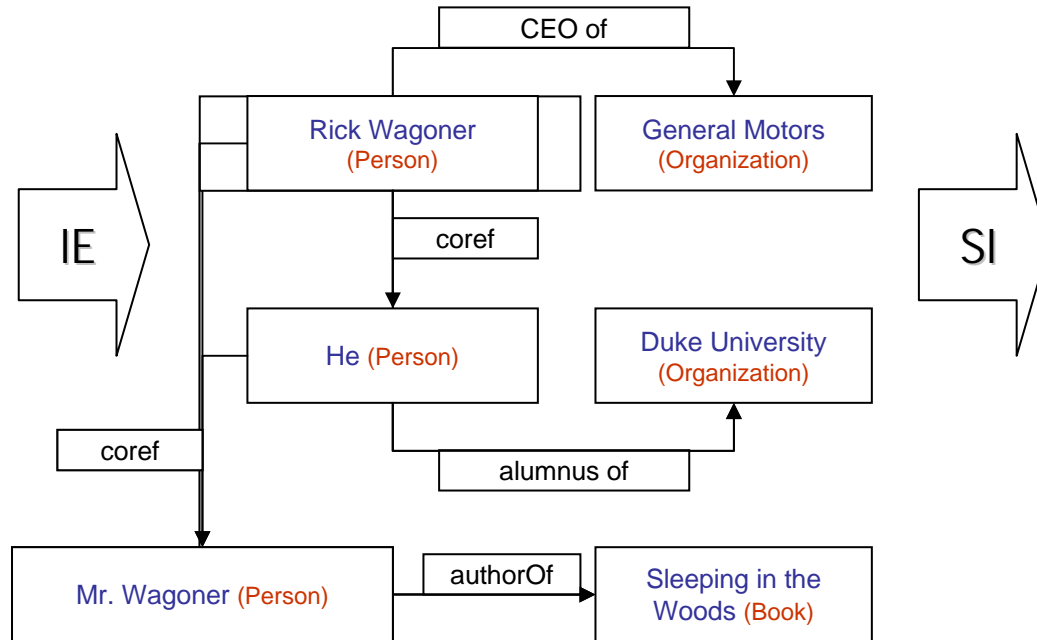 CEO of
Rick Wagoner
(Person)
General Motors
(Organization)
IE
coref
SI
He (Person)
Duke University
(Organization)
coref
alumnus of
Mr. Wagoner (Person)
authorOf
Sleeping in the
Woods (Book)